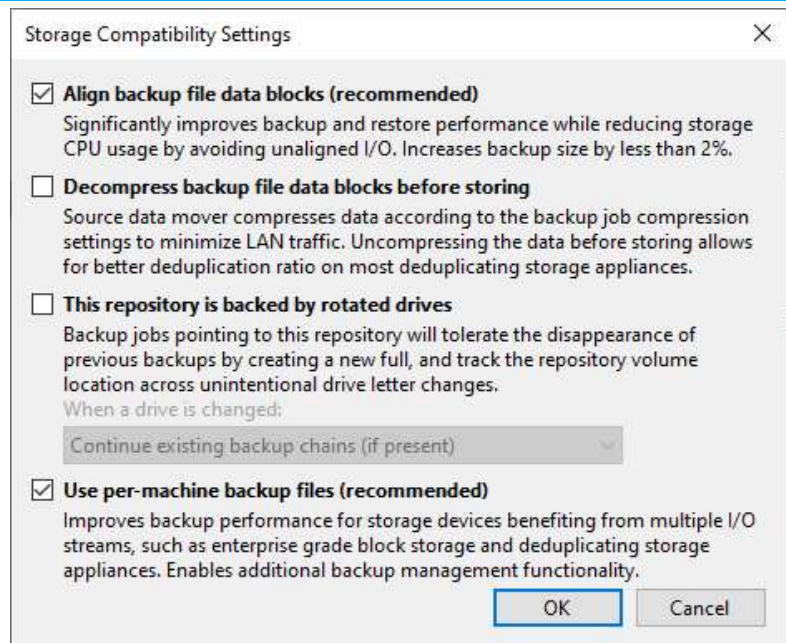 Storage Compatibility Settings
Align backup file data blocks (recommended)
Significantly improves backup and restore performance while reducing storage
CPU usage by avoiding unaligned I/O. Increases backup size by less than 2%.
Decompress backup file data blocks before storing
Source data mover compresses data according to the backup job compression
settings to minimize LAN traffic. Uncompressing the data before storing allows
for better deduplication ratio on most deduplicating storage appliances.
This repository is backed by rotated drives
Backup jobs pointing to this repository will tolerate the disappearance of
previous backups by creating a new full, and track the repository volume
location across unintentional drive letter changes.
When a drive is changed:
Continue existing backup chains (if present)
Use per-machine backup files (recommended)
Improves backup performance for storage devices benefiting from multiple I/O
streams, such as enterprise grade block storage and deduplicating storage
appliances. Enables additional backup management functionality.
OK Cancel